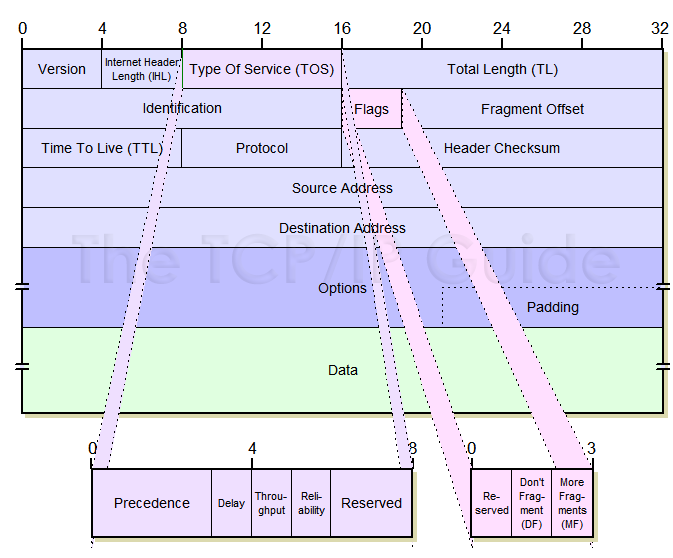 0 4 8 12 16 20 24 28 32
Version
Internet Header
Length (IHL)
Type Of Service (TOS)
Total Length (TL)
Identification
Flags
Fragment Offset
Time To Live (TTL)
Protocol
Header Checksum
Source Address
Destination Address
The TCP/IP Guide
Options
Padding
Data
0 4 8
Precedence
Delay
Throu-
ghput
Reli-
ability
Reserved
0 3
Re-
served
Don't
Frag-
ment
(DF)
More
Frag-
ments
(MF)